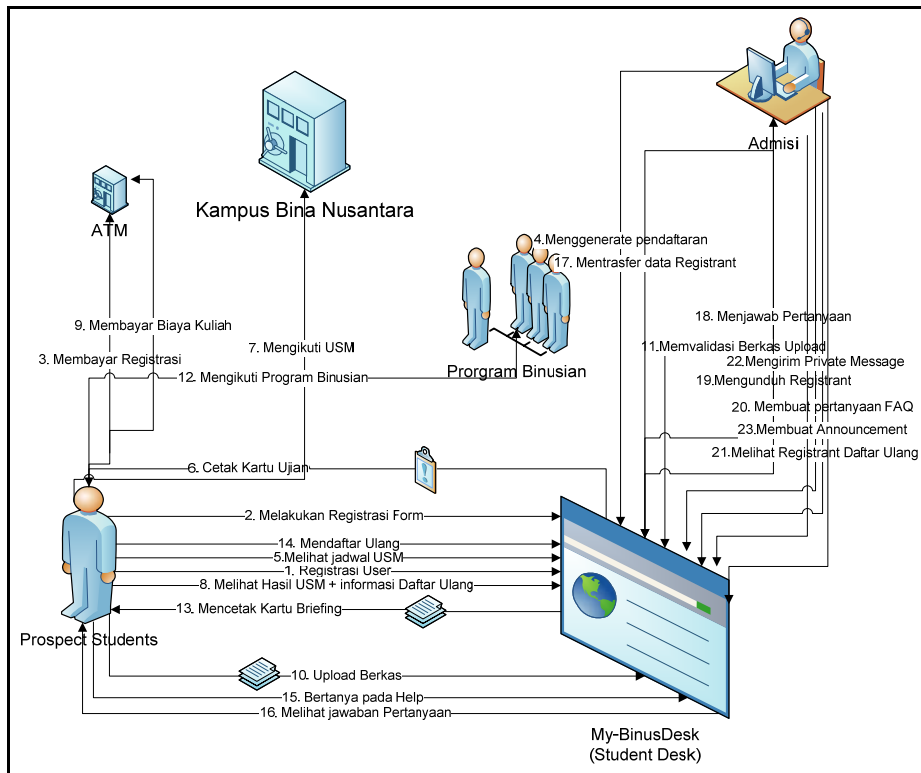 Admisi
Kampus Bina Nusantara
ATM
4.Menggenerate pendaftaran
17. Mentrasfer data Registrant
Prorgram Binusian
9. Membayar Biaya Kuliah
3. Membayar Registrasi
7. Mengikuti USM
12. Mengikuti Program Binusian
18. Menjawab Pertanyaan
11.Memvalidasi Berkas Upload
22.Mengirim Private Message
19.Mengunduh Registrant
20. Membuat pertanyaan FAQ
23.Membuat Announcement
21.Melihat Registrant Daftar Ulang
6. Cetak Kartu Ujian
2. Melakukan Registrasi Form
14. Mendaftar Ulang
5.Melihat jadwal USM
1. Registrasi User
8. Melihat Hasil USM + informasi Daftar Ulang
13. Mencetak Kartu Briefing
Prospect Students
10. Upload Berkas
15. Bertanya pada Help
16. Melihat jawaban Pertanyaan
My-BinusDesk
(Student Desk)